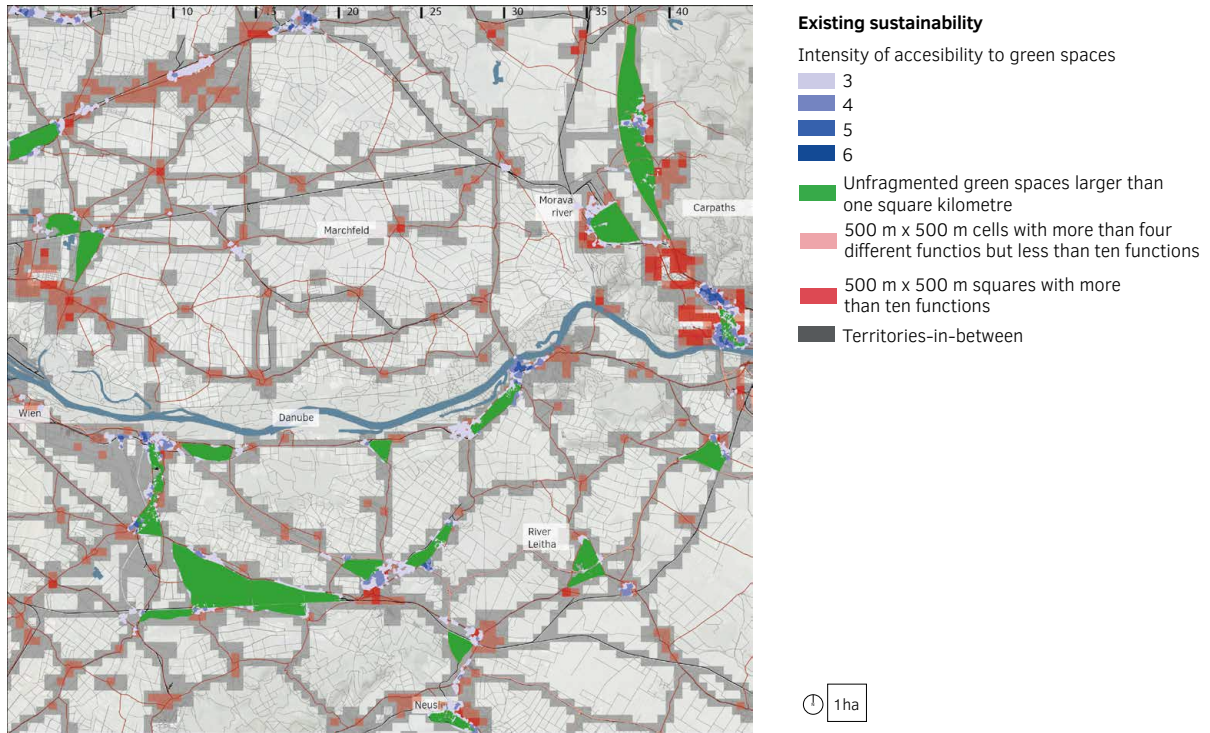 5 10 15 20 25 30 35 40
Morava
river
Carpaths
Marchfeld
Wien
Danube
River
Leitha
Neusi
Existing sustainability
Intensity of accesibility to green spaces
3
4
5
6
Unfragmented green spaces larger than
one square kilometre
500 m x 500 m cells with more than four
different functios but less than ten functions
500 m x 500 m squares with more
than ten functions
Territories-in-between
1ha